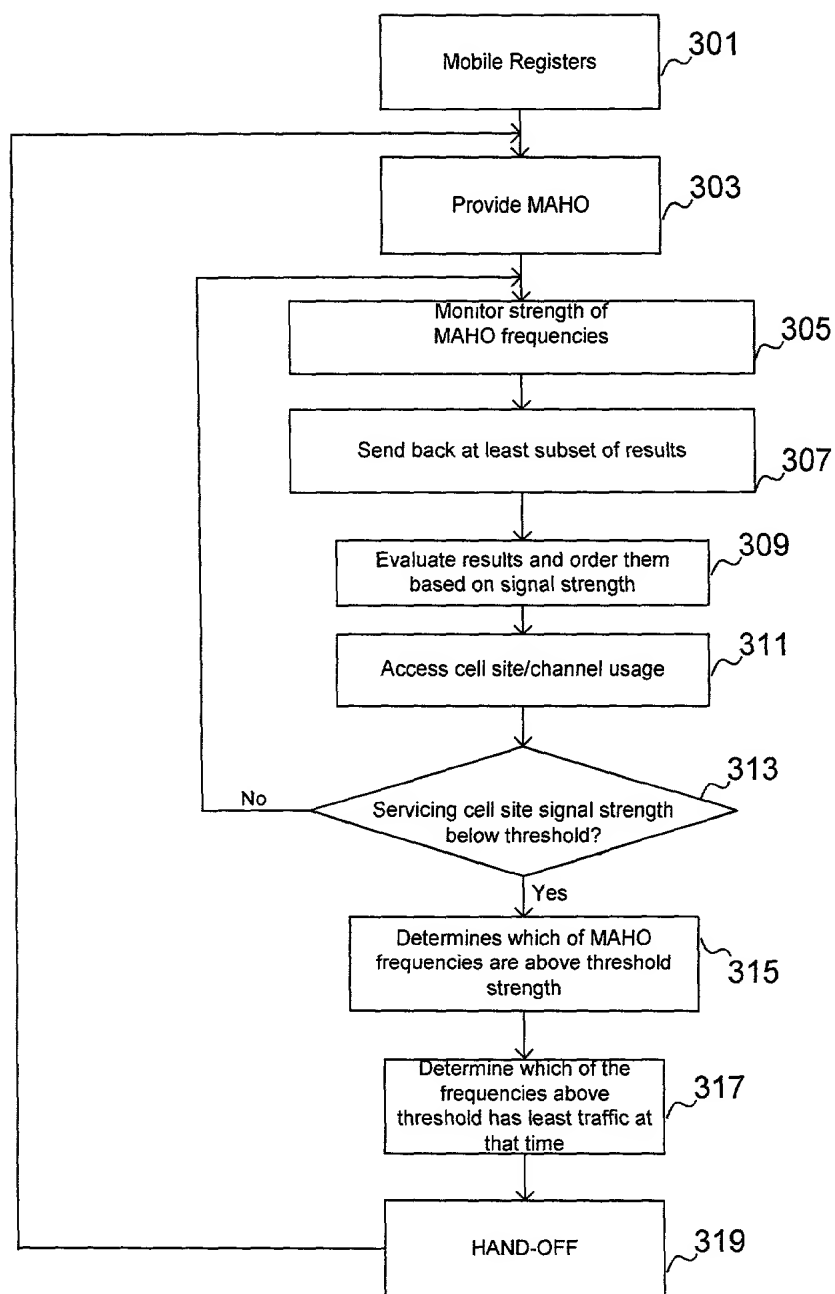 Mobile Registers
301
Provide MAHO
303
Monitor strength of
MAHO frequencies
305
Send back at least subset of results
307
Evaluate results and order them
based on signal strength
309
Access cell site/channel usage
311
313
Servicing cell site signal strength
below threshold?
No
Yes
Determines which of MAHO
frequencies are above threshold
strength
315
Determine which of the
frequencies above
threshold has least traffic at
that time
317
HAND-OFF
319